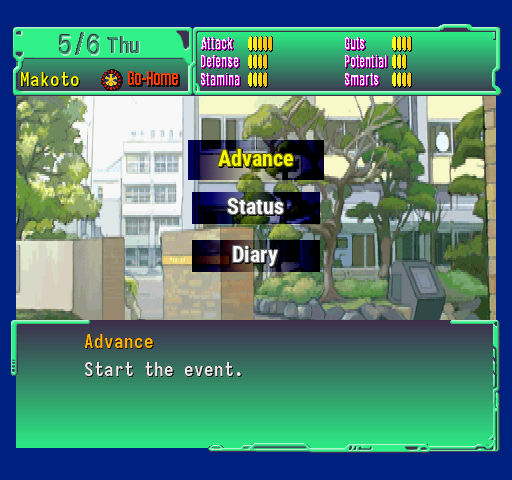 5/6 Thu
Makoto Go-Home
Attack Guts
Defense Potential
Stamina Smarts
Advance
Status
Diary
Advance
Start the event.